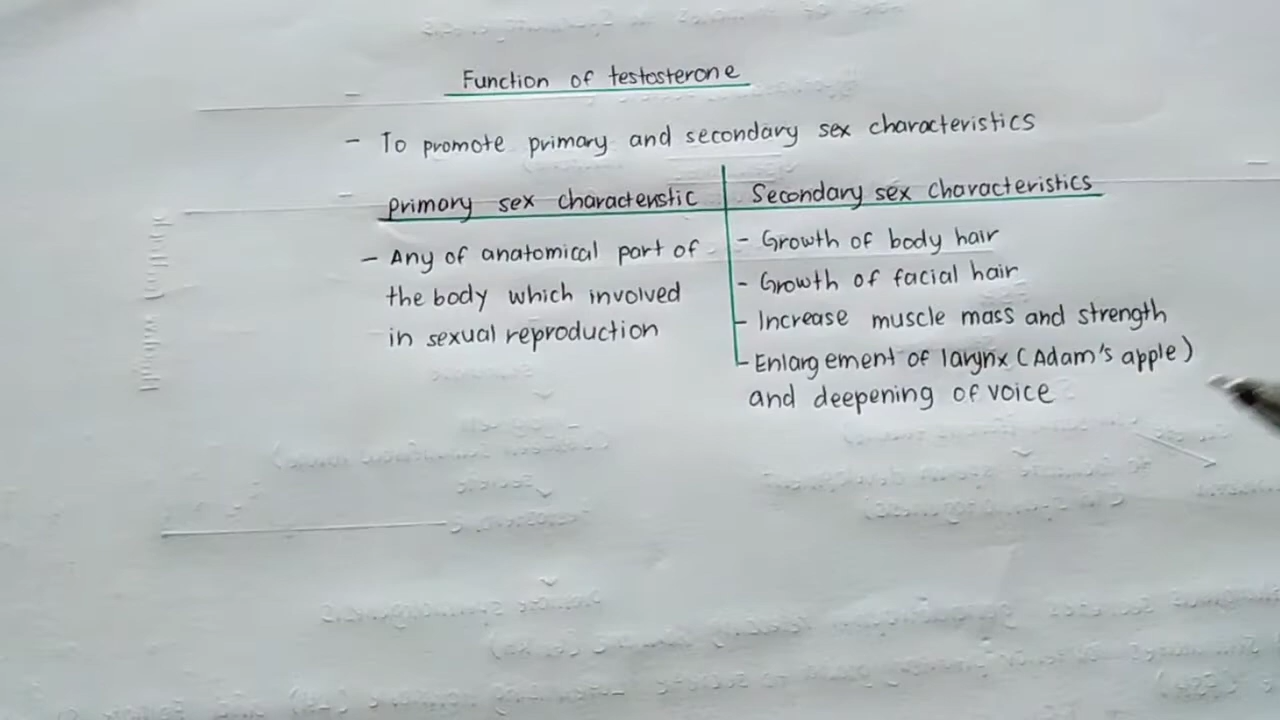 Function of testosterone
- To promote primary and secondary sex characteristics
primary sex characteristic
- Any of anatomical part of
the body which involved
in sexual reproduction
Secondary sex characteristics
- Growth of body hair
- Growth of facial hair
- Increase muscle mass and strength
- Enlargement of larynx (Adam's apple)
and deepening of voice